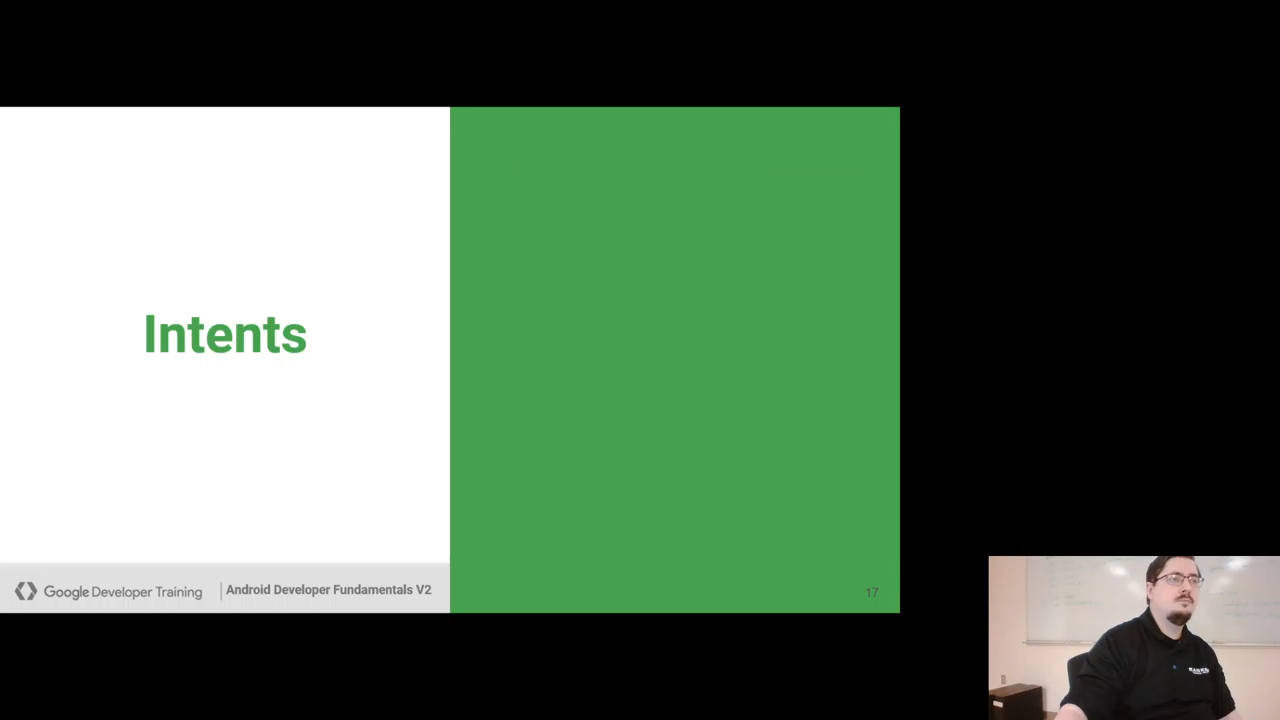 Intents
Google Developer Training
Android Developer Fundamentals V2
17